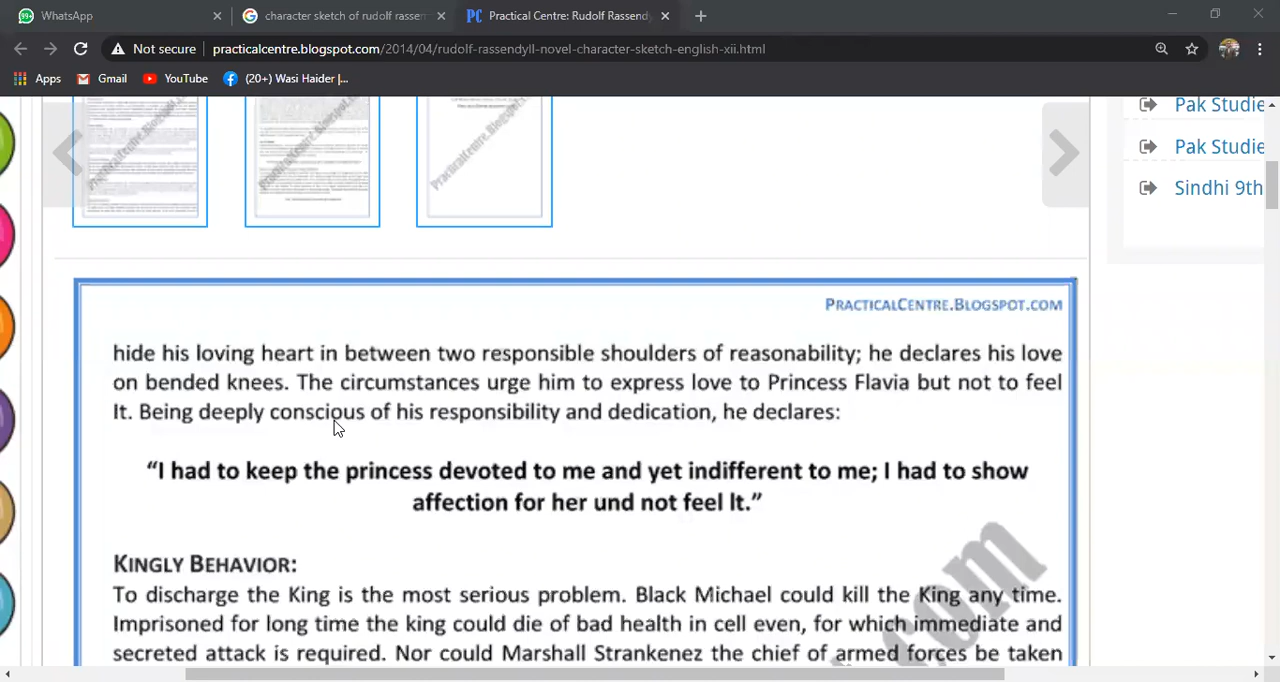 WhatsApp
character sketch of rudolf rassen
Practical Centre: Rudolf Rassendy
Not secure
practicalcentre.blogspot.com/2014/04/rudolf-rassendyll-novel-character-sketch-english-xii.html
Apps
Gmail
YouTube
(20+) Wasi Haider |...
Pak Studie
Pak Studie
Sindhi 9th
PRACTICALCENTRE.BLOGSPOT.COM
hide his loving heart in between two responsible shoulders of reasonability; he declares his love
on bended knees. The circumstances urge him to express love to Princess Flavia but not to feel
It. Being deeply conscious of his responsibility and dedication, he declares:
“I had to keep the princess devoted to me and yet indifferent to me; I had to show
affection for her und not feel lt.”
KINGLY BEHAVIOR:
To discharge the King is the most serious problem. Black Michael could kill the King any time.
Imprisoned for long time the king could die of bad health in cell even, for which immediate and
secreted attack is required. Nor could Marshall Strankenez the chief of armed forces be taken